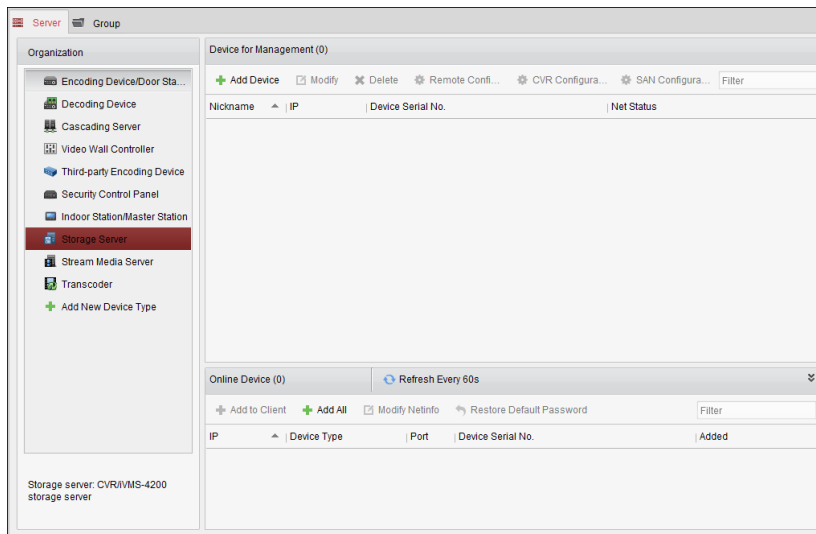 Server Group
Organization
Encoding Device/Door Sta...
Decoding Device
Cascading Server
Video Wall Controller
Third-party Encoding Device
Security Control Panel
Indoor Station/Master Station
Storage Server
Stream Media Server
Transcoder
Add New Device Type
Storage server: CVR/iVMS-4200
storage server
Device for Management (0)
Add Device Modify Delete Remote Confi... CVR Configura... SAN Configura... Filter
Nickname IP Device Serial No. Net Status
Online Device (0) Refresh Every 60s
Add to Client Add All Modify Netinfo Restore Default Password Filter
IP Device Type Port Device Serial No. Added